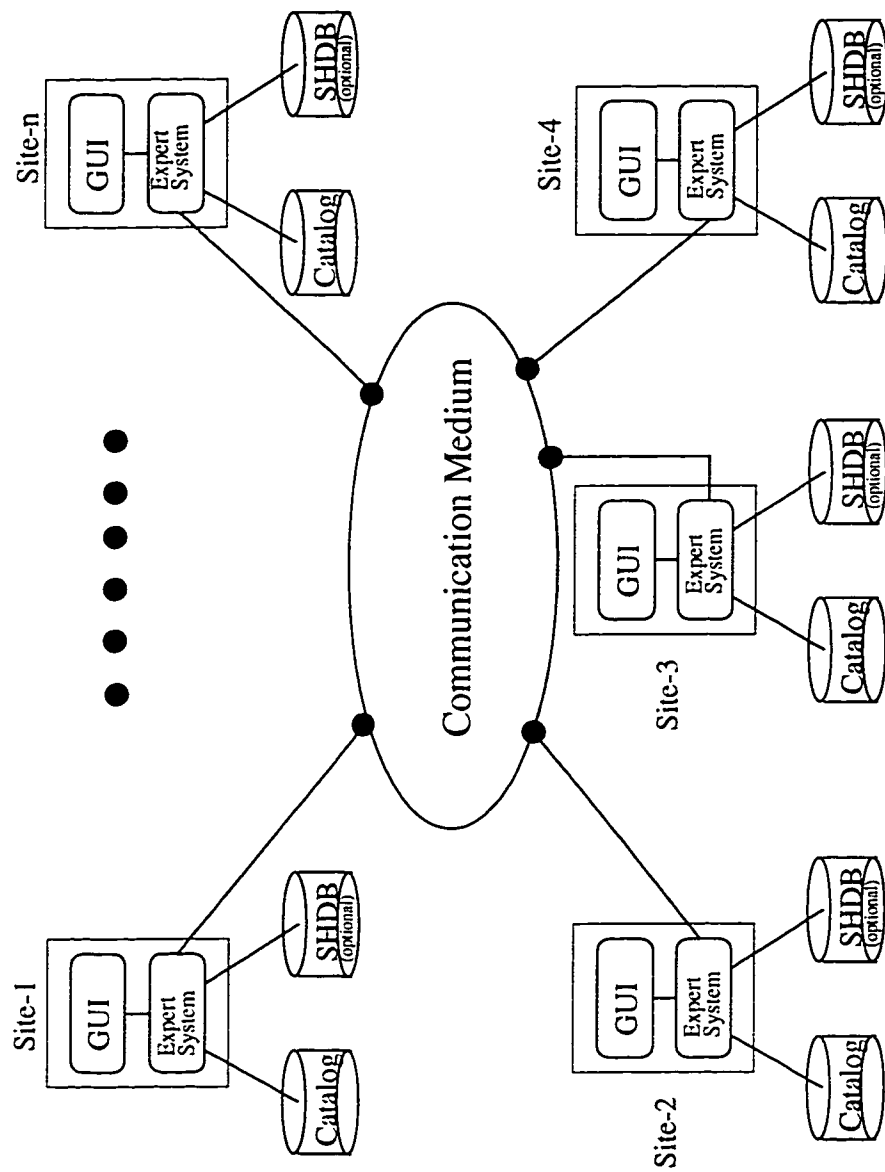 Site-1
GUI
Expert
System
Catalog
SHDB
(optional)
Site-n
GUI
Expert
System
Catalog
SHDB
(optional)
Communication Medium
Site-2
GUI
Expert
System
Catalog
SHDB
(optional)
Site-3
GUI
Expert
System
Catalog
SHDB
(optional)
Site-4
GUI
Expert
System
Catalog
SHDB
(optional)